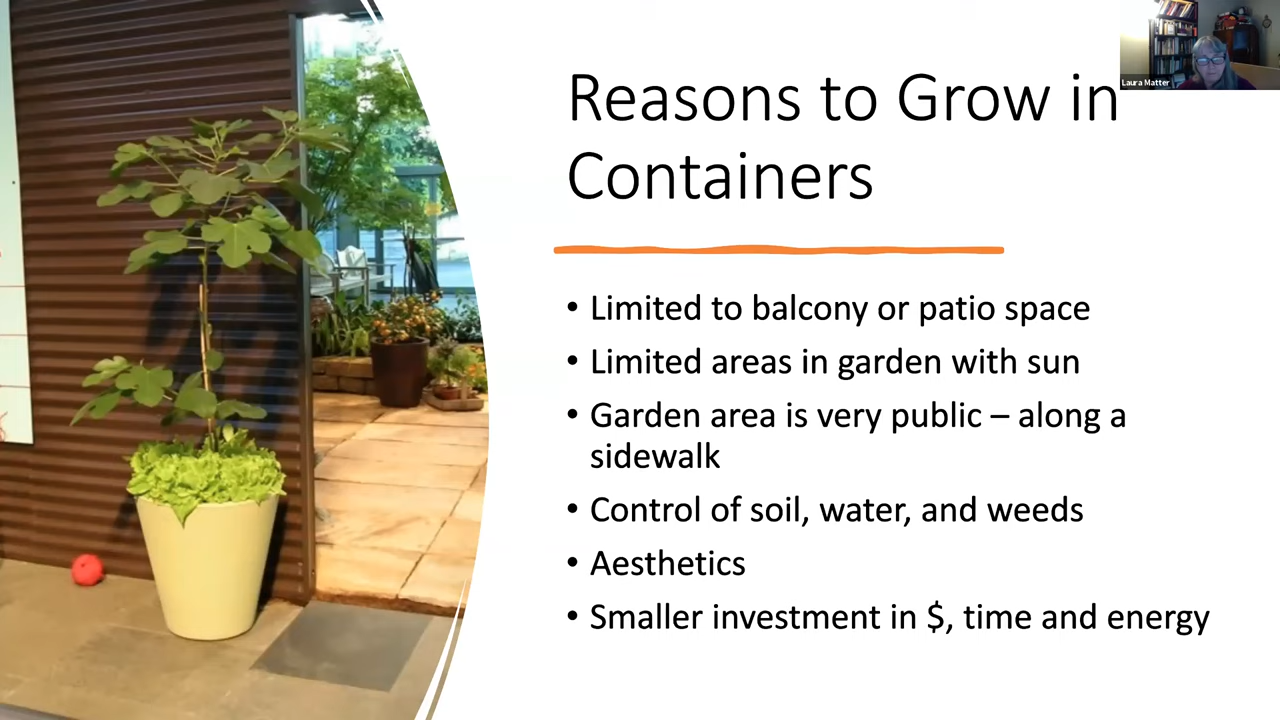 Laura Matter
Reasons to Grow in
Containers
• Limited to balcony or patio space
• Limited areas in garden with sun
• Garden area is very public – along a
sidewalk
• Control of soil, water, and weeds
• Aesthetics
• Smaller investment in $, time and energy